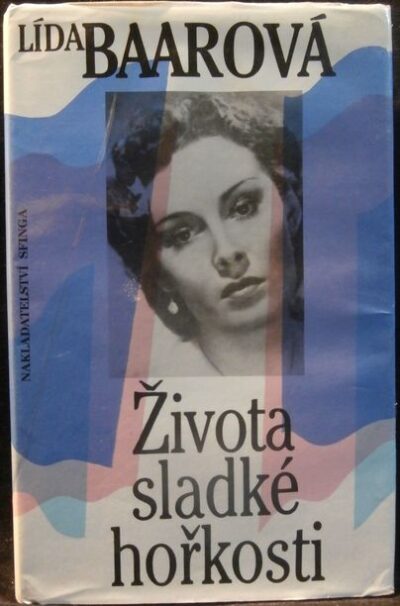 LÍDA BAAROVÁ
NAKLADATELSTVÍ SFINGA
Života
sladké
hořkosti